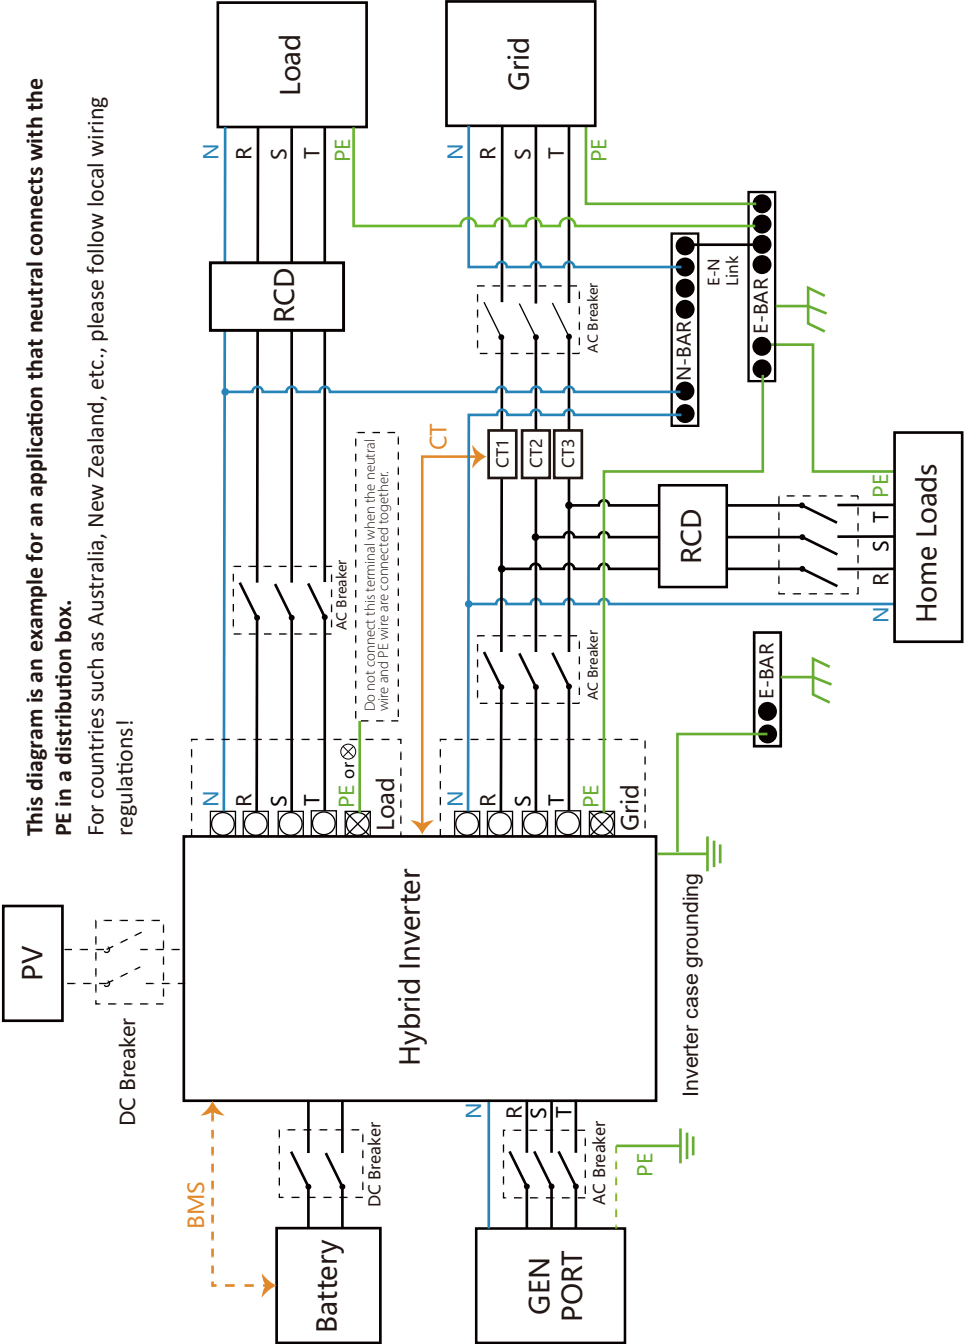 This diagram is an example for an application that neutral connects with the
PE in a distribution box.
For countries such as Australia, New Zealand, etc., please follow local wiring
regulations!
PV
DC Breaker
BMS
Battery
DC Breaker
GEN
PORT
N
R
S
T
AC Breaker
PE
Hybrid Inverter
Inverter case grounding
N
R
S
T
PE or
Load
N
R
S
T
PE
Grid
AC Breaker
Do not connect this terminal when the neutral
wire and PE wire are connected together.
CT
AC Breaker
CT1
CT2
CT3
AC Breaker
RCD
N
R
S
T
PE
Load
N
R
S
T
PE
Grid
N-BAR
E-N
Link
E-BAR
RCD
N
R
S
T
PE
Home Loads
E-BAR